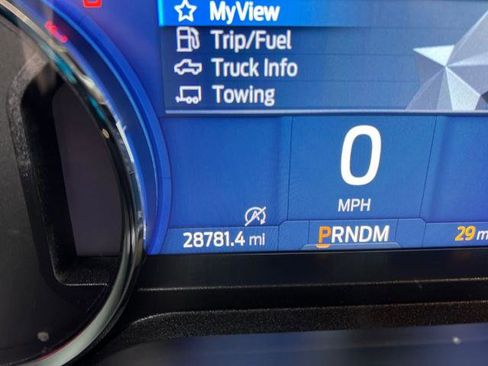 MyView
Trip/Fuel
Truck Info
Towing
0
MPH
28781.4 mi
PRNDM
29 m